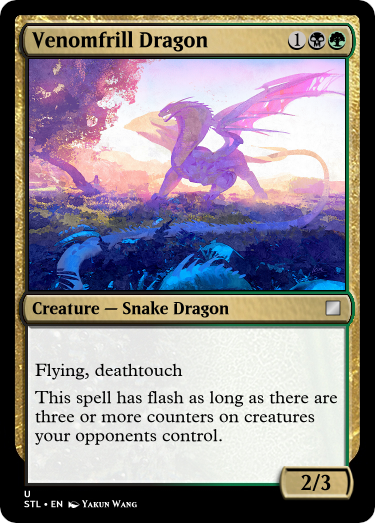 Venomfrill Dragon 1
Creature — Snake Dragon
Flying, deathtouch
This spell has flash as long as there are
three or more counters on creatures
your opponents control.
2/3
U
STL • EN Yakun Wang